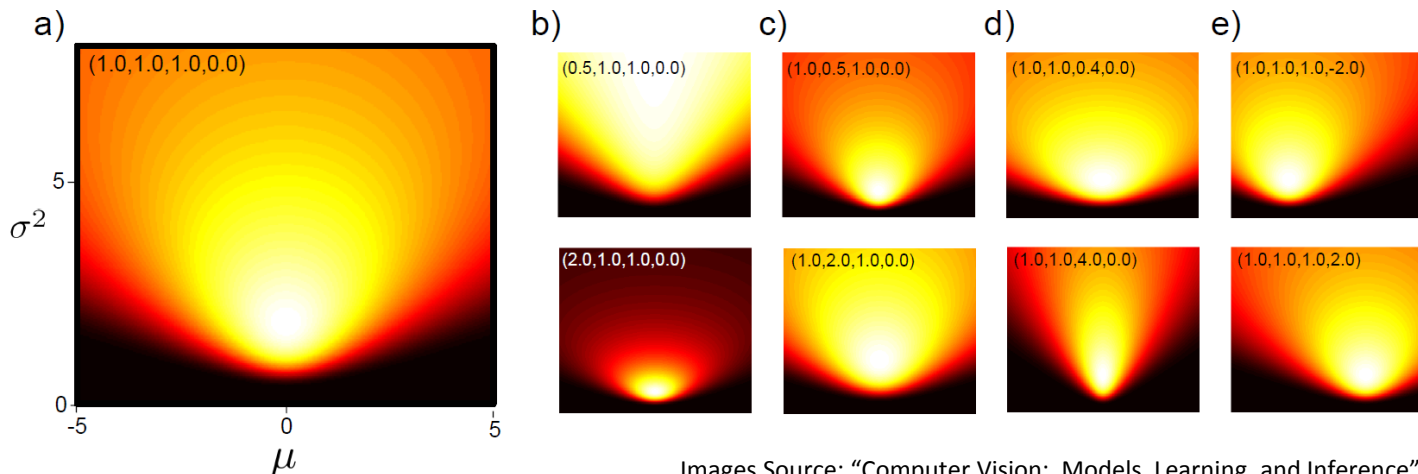 a)
(1.0,1.0,1.0,0.0)
5
σ²
0
-5 0 5
μ
b) c) d) e)
(0.5,1.0,1.0,0.0) (1.0,0.5,1.0,0.0) (1.0,1.0,0.4,0.0) (1.0,1.0,1.0,-2.0)
(2.0,1.0,1.0,0.0) (1.0,2.0,1.0,0.0) (1.0,1.0,4.0,0.0) (1.0,1.0,1.0,2.0)
Images Source: "Computer Vision: Models, Learning, and Inference"